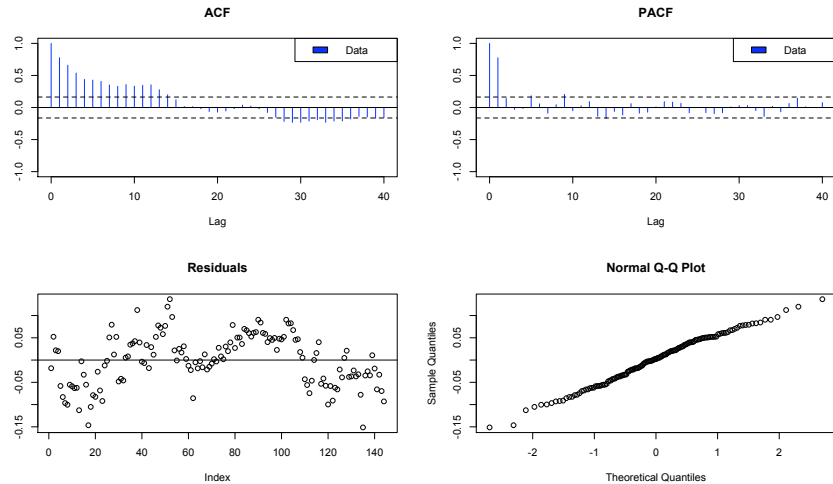 ACF
Data
1.0
0.5
0.0
-0.5
-1.0
0 10 20 30 40
Lag
PACF
Data
1.0
0.5
0.0
-0.5
-1.0
0 10 20 30 40
Lag
Residuals
0.05
-0.05
-0.15
0 20 40 60 80 100 120 140
Index
Normal Q-Q Plot
Sample Quantiles
0.05
-0.05
-0.15
-2 -1 0 1 2
Theoretical Quantiles